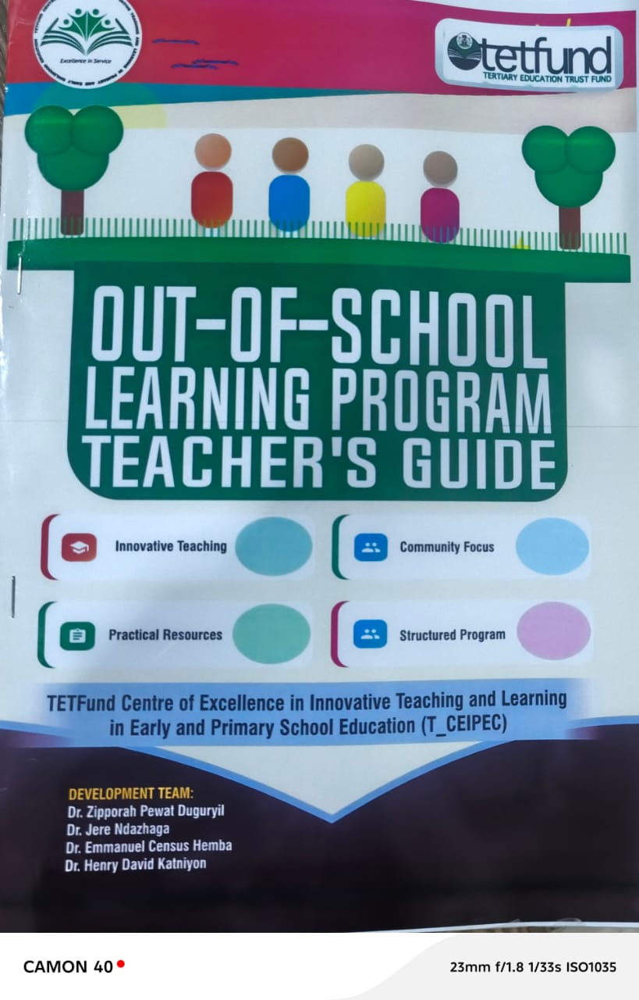 Excellence in Service
tetfund
TERTIARY EDUCATION TRUST FUND
OUT-OF-SCHOOL
LEARNING PROGRAM
TEACHER'S GUIDE
Innovative Teaching
Community Focus
Practical Resources
Structured Program
TETFund Centre of Excellence in Innovative Teaching and Learning
in Early and Primary School Education (T_CEIPEC)
DEVELOPMENT TEAM:
Dr. Zipporah Pewat Duguryil
Dr. Jere Ndazhaga
Dr. Emmanuel Census Hemba
Dr. Henry David Katniyon
CAMON 40
23mm f/1.8 1/33s ISO1035